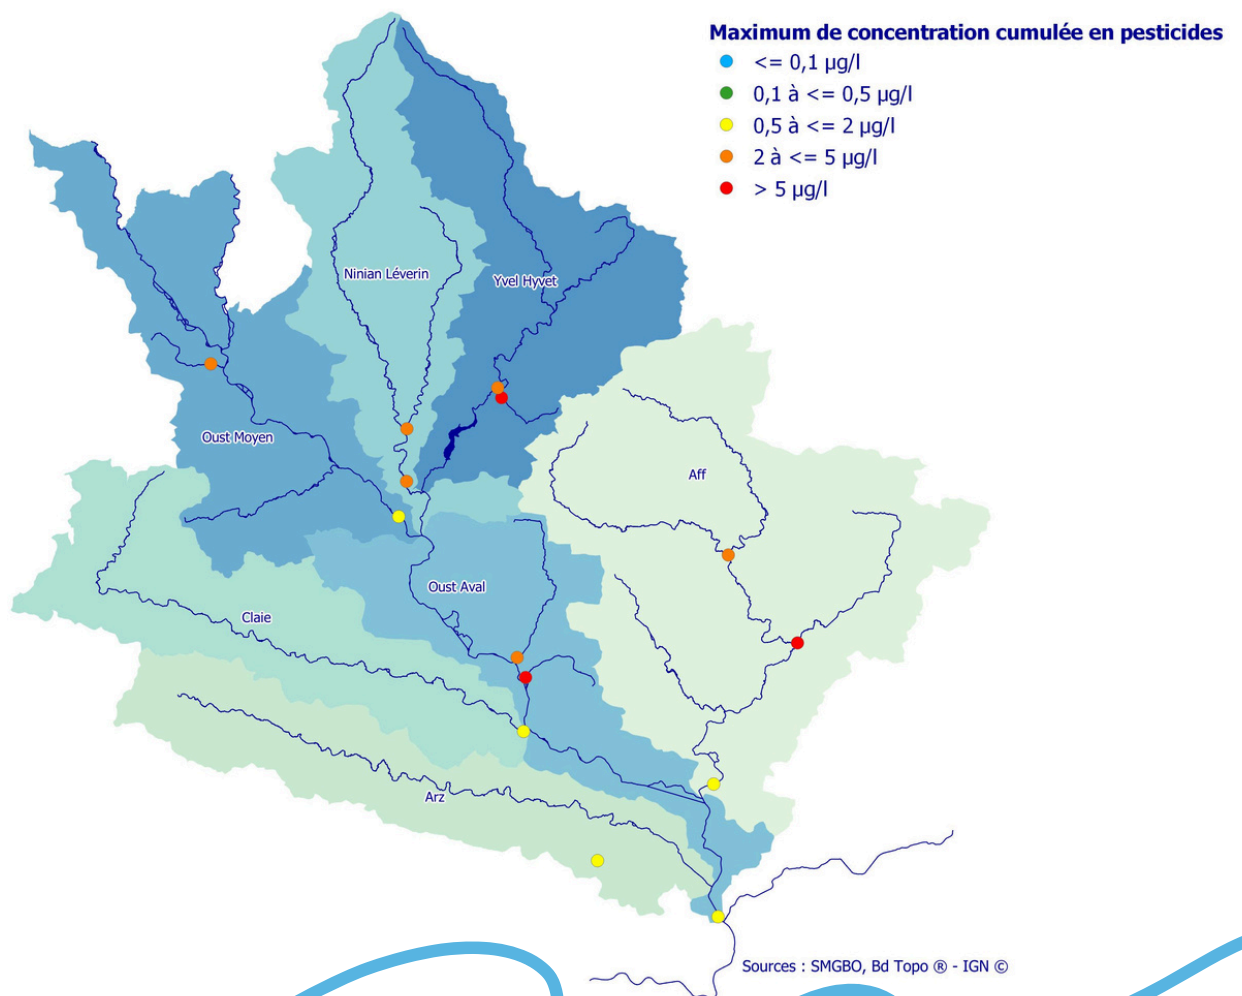 Maximum de concentration cumulée en pesticides
<= 0,1 µg/l
0,1 à <= 0,5 µg/l
0,5 à <= 2 µg/l
2 à <= 5 µg/l
> 5 µg/l
Ninian Léverin
Yvel Hyvet
Oust Moyen
Aff
Oust Aval
Claie
Arz
Sources : SMGBO, Bd Topo ® - IGN ©